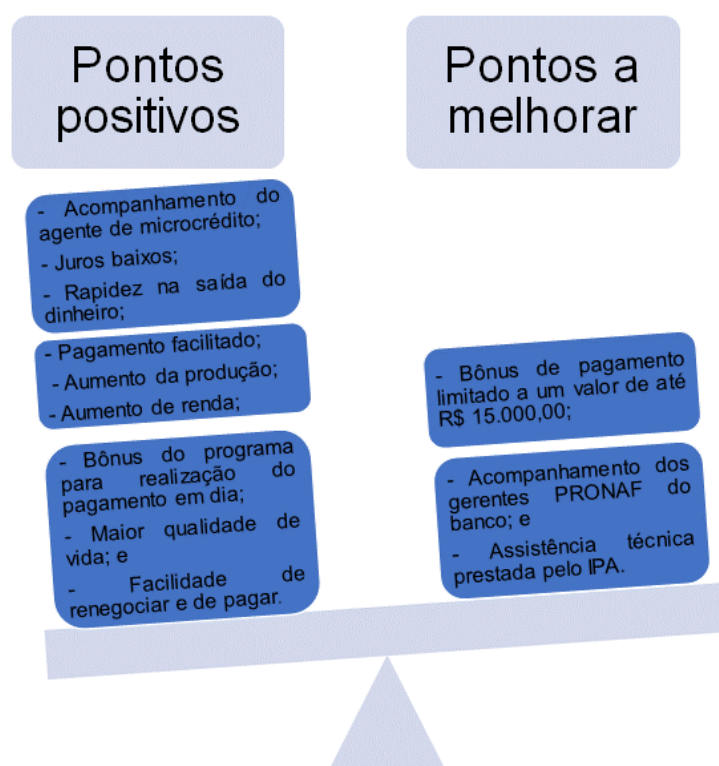 Pontos
positivos
- Acompanhamento do
agente de microcrédito;
- Juros baixos;
- Rapidez na saída do
dinheiro;
- Pagamento facilitado;
- Aumento da produção;
- Aumento de renda;
- Bônus do programa
para realização do
pagamento em dia;
- Maior qualidade de
vida; e
- Facilidade de
renegociar e de pagar.
Pontos a
melhorar
- Bônus de pagamento
limitado a um valor de até
R$ 15.000,00;
- Acompanhamento dos
gerentes PRONAF do
banco; e
- Assistência técnica
prestada pelo IPA.